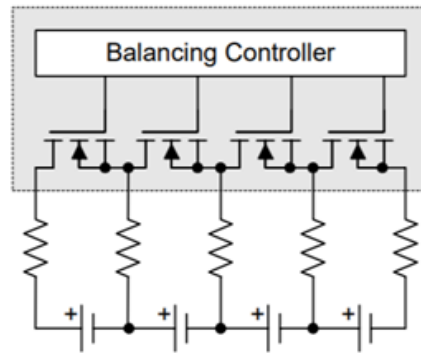 Balancing Controller
+ + + +